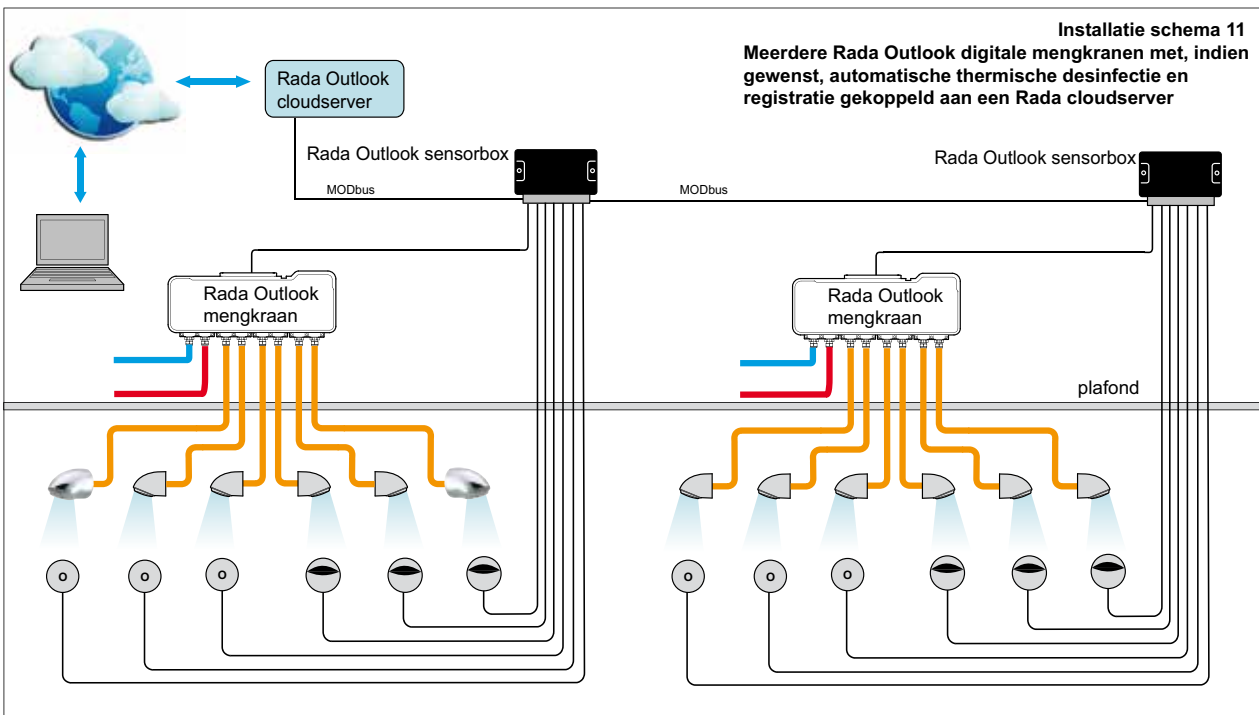 Installatie schema 11
Meerdere Rada Outlook digitale mengkranen met, indien
gewenst, automatische thermische desinfectie en
registratie gekoppeld aan een Rada cloudserver
Rada Outlook
cloudserver
Rada Outlook sensorbox
Rada Outlook sensorbox
MODbus
MODbus
Rada Outlook
mengkraan
Rada Outlook
mengkraan
plafond
o
o
o
o
o
o